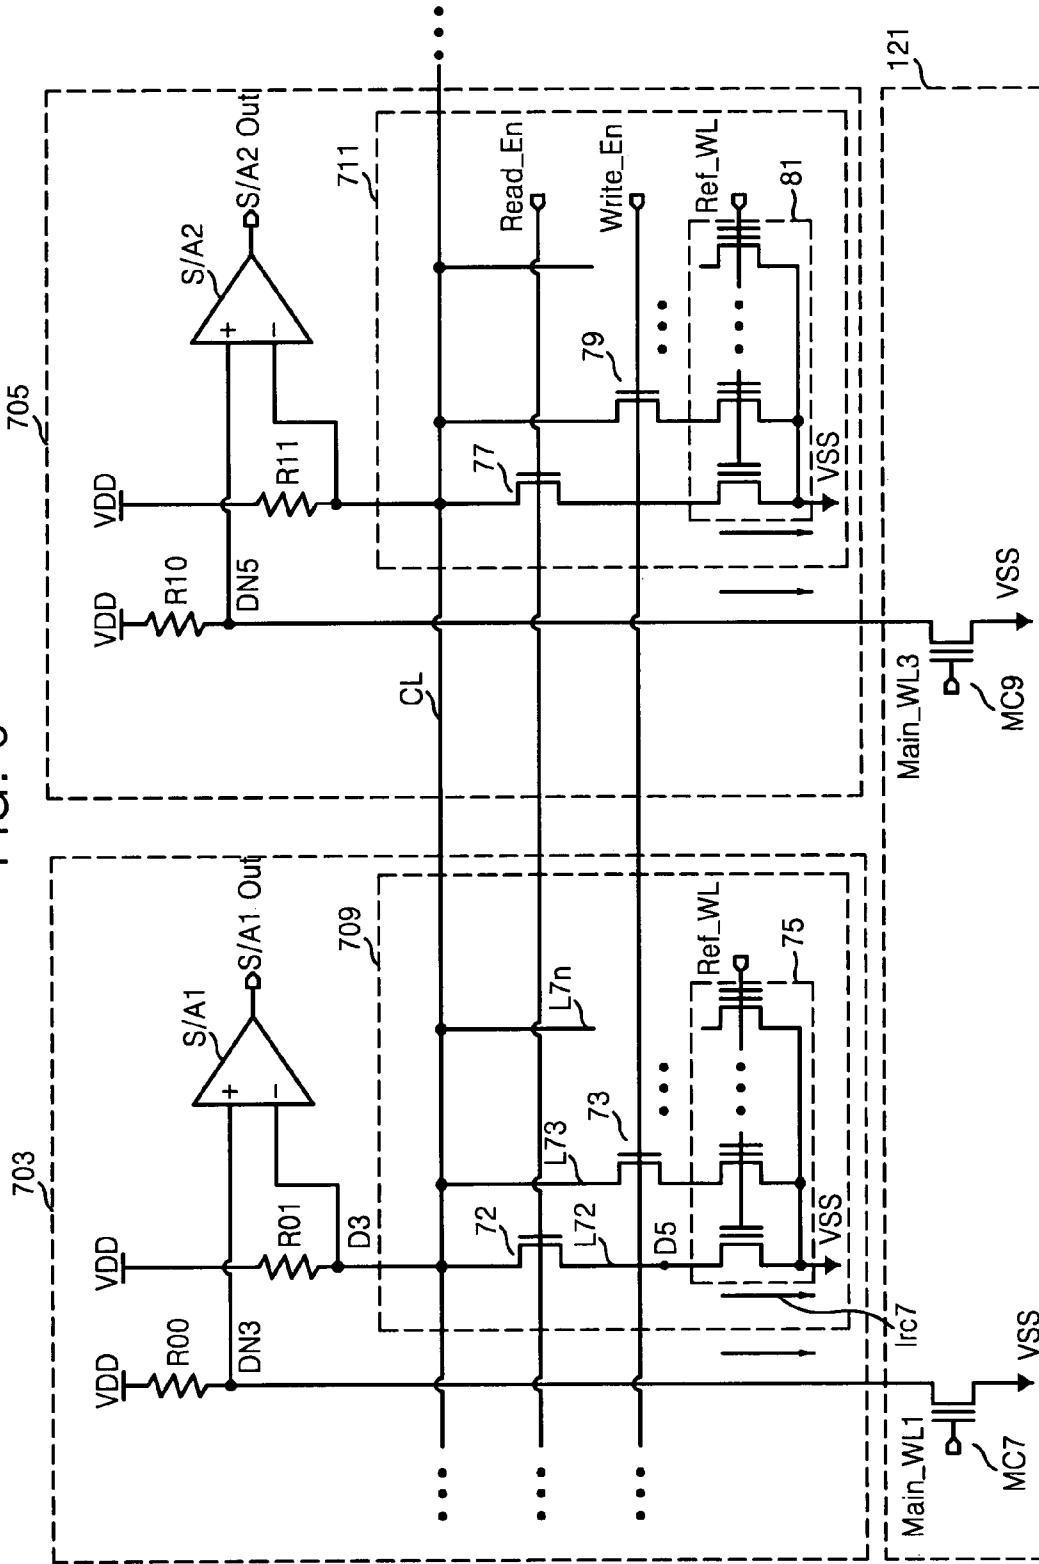 FIG.
703
VDD
R00
VDD
R01
DN3
D3
S/A1
+
-
S/A1 Out
709
72
L72
D5
L73
73
L7n
Ref_WL
75
VSS
Irc7
Main_WL1
MC7
VSS
CL
705
VDD
R10
VDD
R11
DN5
S/A2
+
-
S/A2 Out
711
77
79
Read_En
Write_En
Ref_WL
81
VSS
Main_WL3
MC9
VSS
121